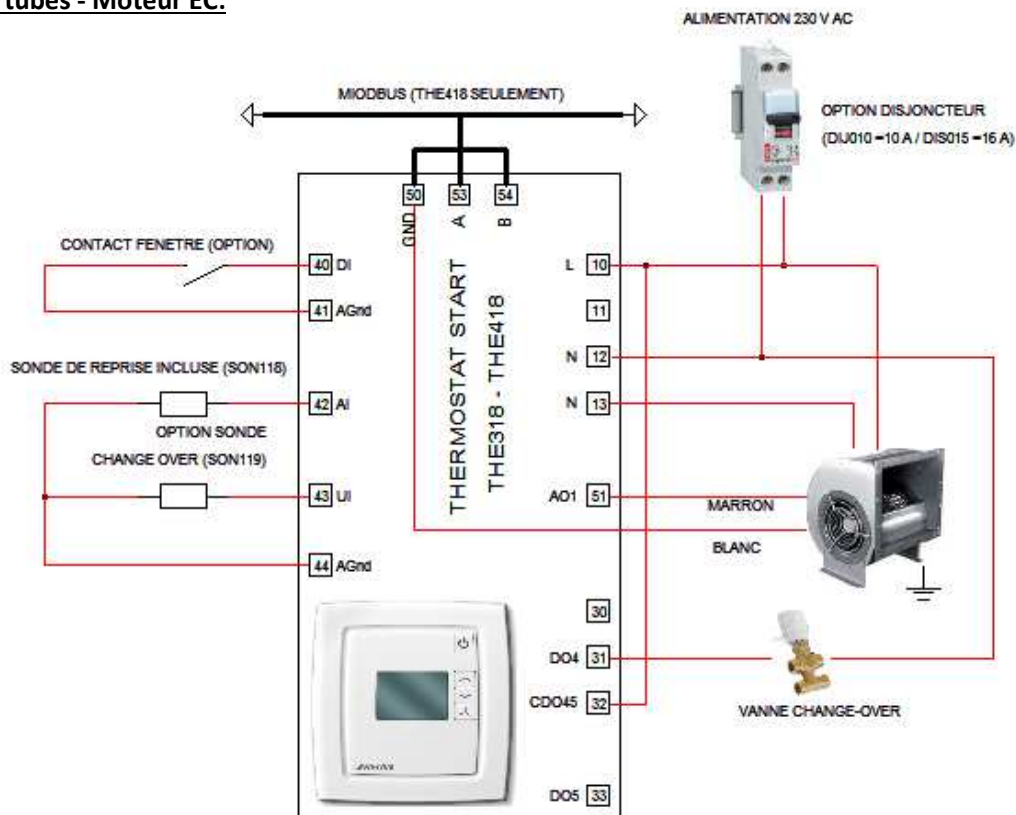 tubes - Moteur EC:
ALIMENTATION 230 V AC
MIODBUS (THE418 SEULEMENT)
OPTION DISJONCTEUR
(DIJ010 =10 A / DIS015 =16 A)
50 53 54
GND A B
CONTACT FENETRE (OPTION)
40 DI
L 10
41 AGnd
11
THERMOSTAT START
THE318 - THE418
N 12
SONDE DE REPRISE INCLUSE (SON118)
42 AI
N 13
OPTION SONDE
CHANGE OVER (SON119)
43 UI
AO1 51
MARRON
BLANC
44 AGnd
30
DO4 31
CDO45 32
VANNE CHANGE-OVER
DO5 33